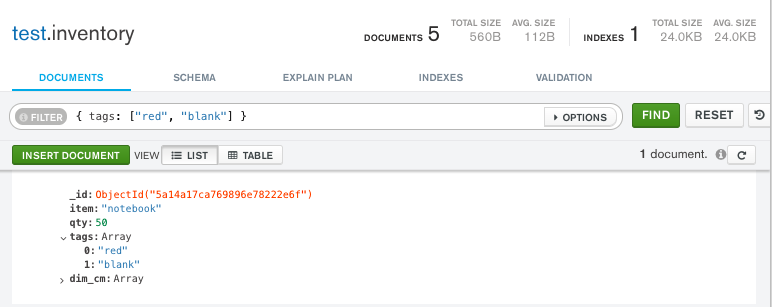 test.inventory
DOCUMENTS 5 TOTAL SIZE 560B AVG. SIZE 112B INDEXES 1 TOTAL SIZE 24.0KB AVG. SIZE 24.0KB
DOCUMENTS SCHEMA EXPLAIN PLAN INDEXES VALIDATION
FILTER { tags: ["red", "blank"] } OPTIONS FIND RESET
INSERT DOCUMENT VIEW LIST TABLE 1 document.
_id: ObjectId("5a14a17ca769896e78222e6f")
item: "notebook"
qty: 50
tags: Array
0: "red"
1: "blank"
dim_cm: Array